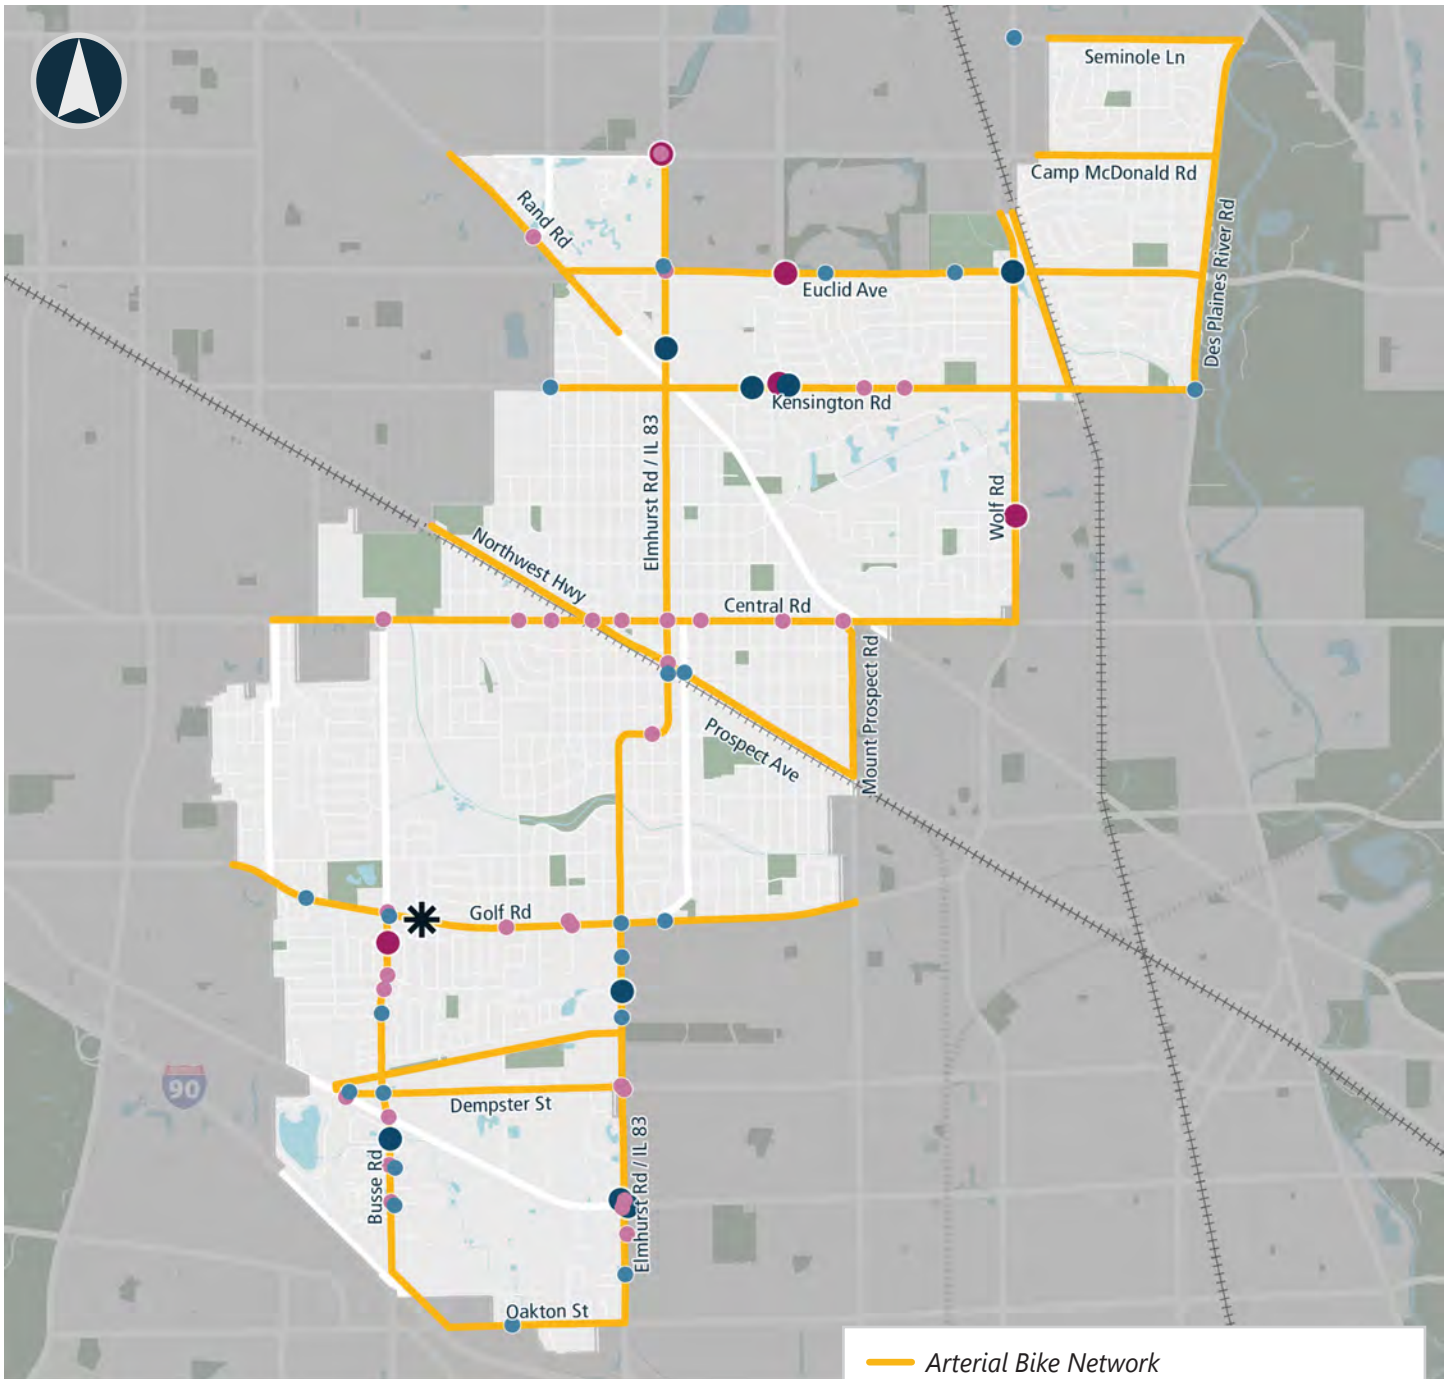 Seminole Ln
Camp McDonald Rd
Rand Rd
Des Plaines River Rd
Euclid Ave
Kensington Rd
Elmhurst Rd / IL 83
Wolf Rd
Northwest Hwy
Central Rd
Mount Prospect Rd
Prospect Ave
Golf Rd
90
Dempster St
Busse Rd
Elmhurst Rd / IL 83
Oakton St
Arterial Bike Network